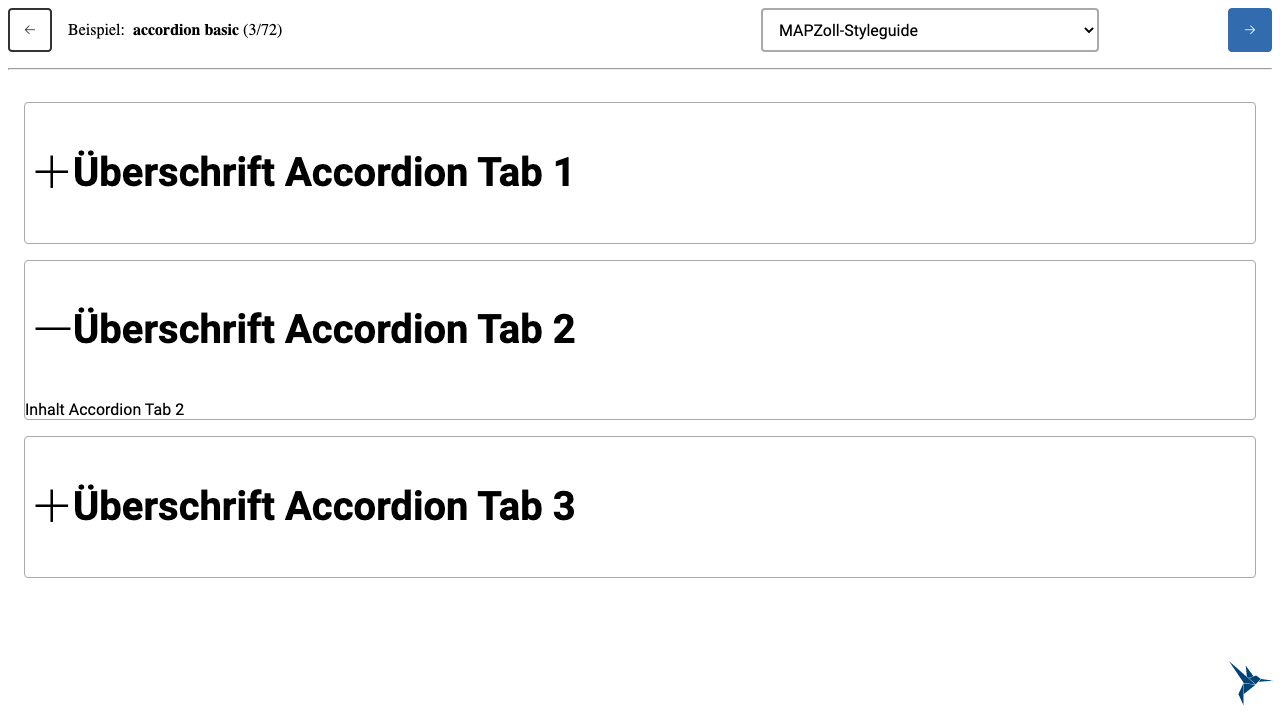 Beispiel: accordion basic (3/72)
MAPZoll-Styleguide
Überschrift Accordion Tab 1
Überschrift Accordion Tab 2
Inhalt Accordion Tab 2
Überschrift Accordion Tab 3